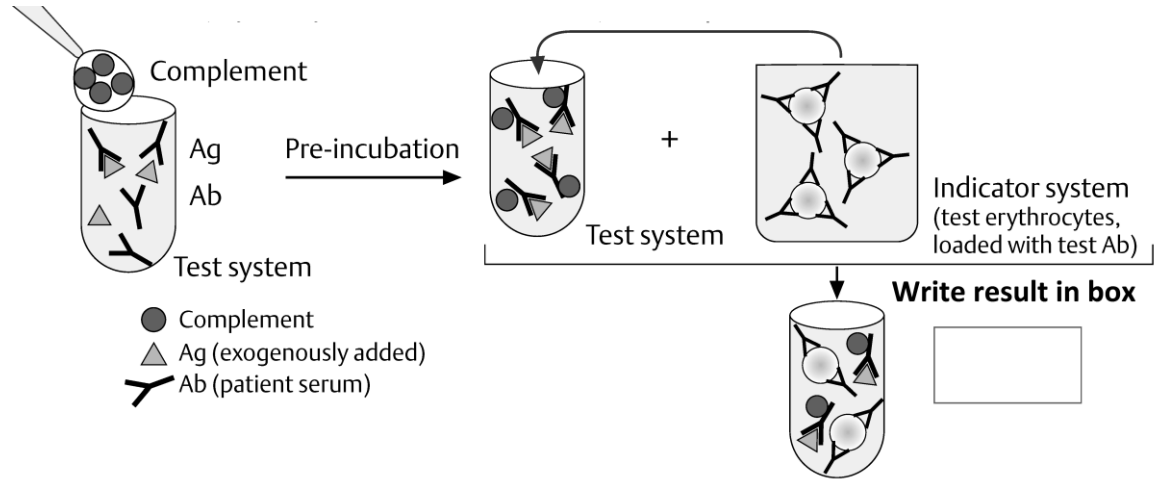 Complement
Ag
Ab
Pre-incubation
Test system
Complement
Ag (exogenously added)
Ab (patient serum)
+
Test system
Indicator system
(test erythrocytes,
loaded with test Ab)
Write result in box